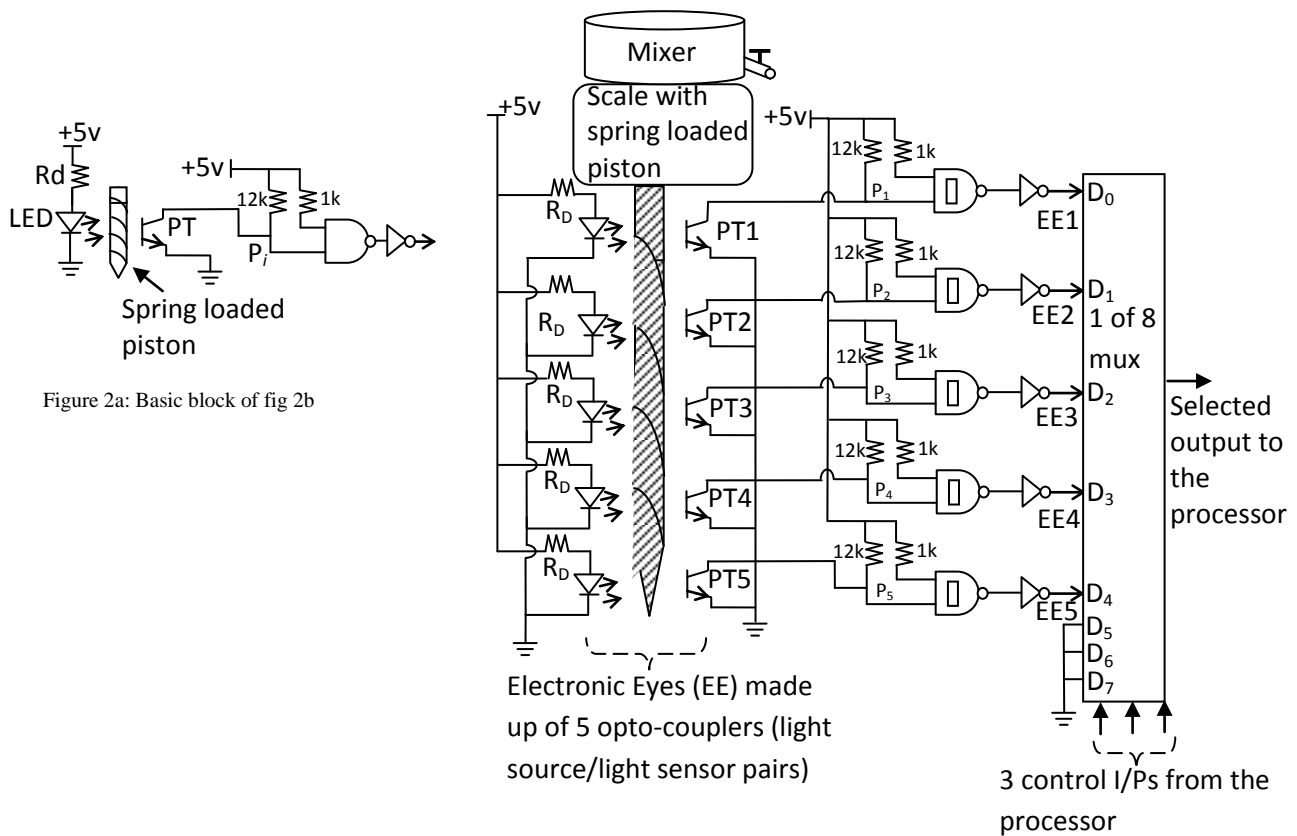 Mixer
Scale with
spring loaded
piston
+5v
Rd
LED
+5v
12k
1k
PT
Pi
Spring loaded
piston
Figure 2a: Basic block of fig 2b
+5v
RD
RD
RD
RD
RD
PT1
PT2
PT3
PT4
PT5
+5v
12k
1k
P1
EE1
12k
1k
P2
EE2
12k
1k
P3
EE3
12k
1k
P4
EE4
12k
1k
P5
EE5
D0
D1
1 of 8
mux
D2
D3
D4
D5
D6
D7
Selected
output to
the
processor
Electronic Eyes (EE) made
up of 5 opto-couplers (light
source/light sensor pairs)
3 control I/Ps from the
processor